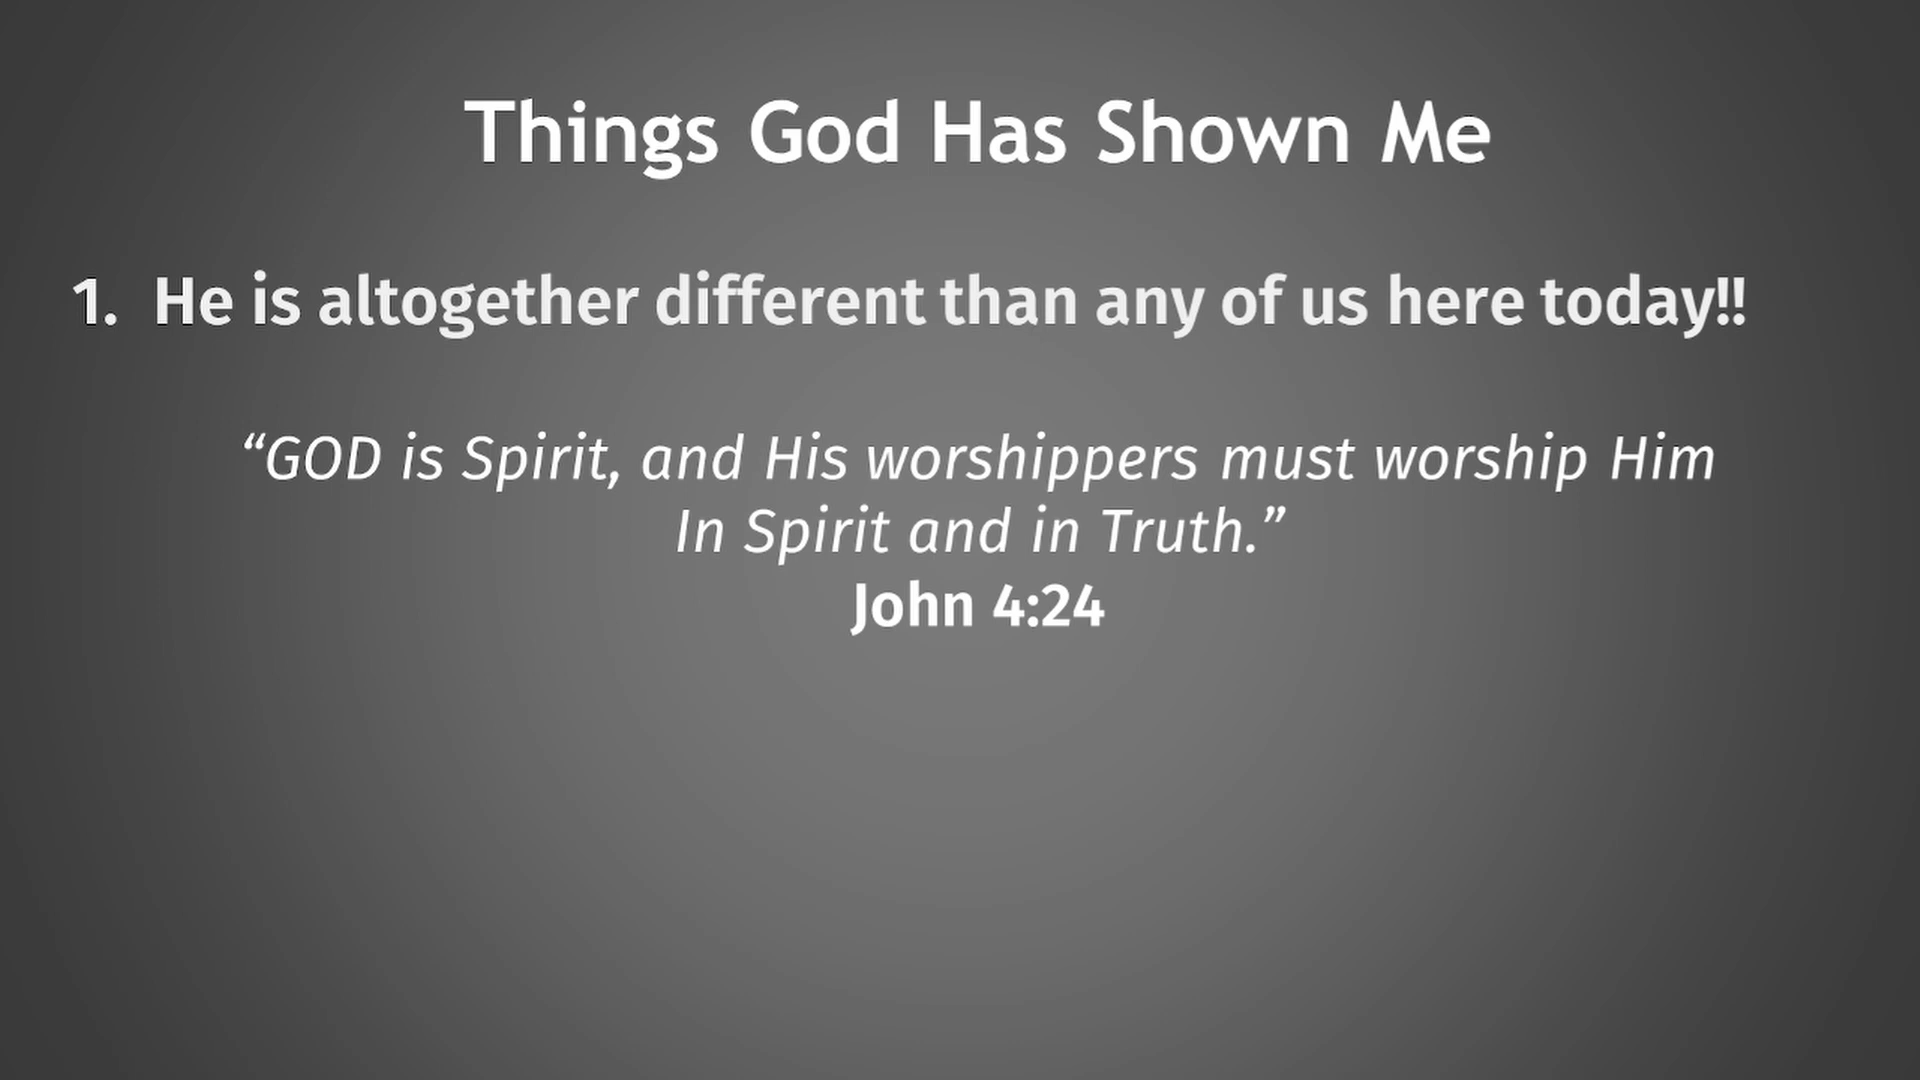 Things God Has Shown Me
1. He is altogether different than any of us here today!!
“GOD is Spirit, and His worshippers must worship Him
In Spirit and in Truth.”
John 4:24